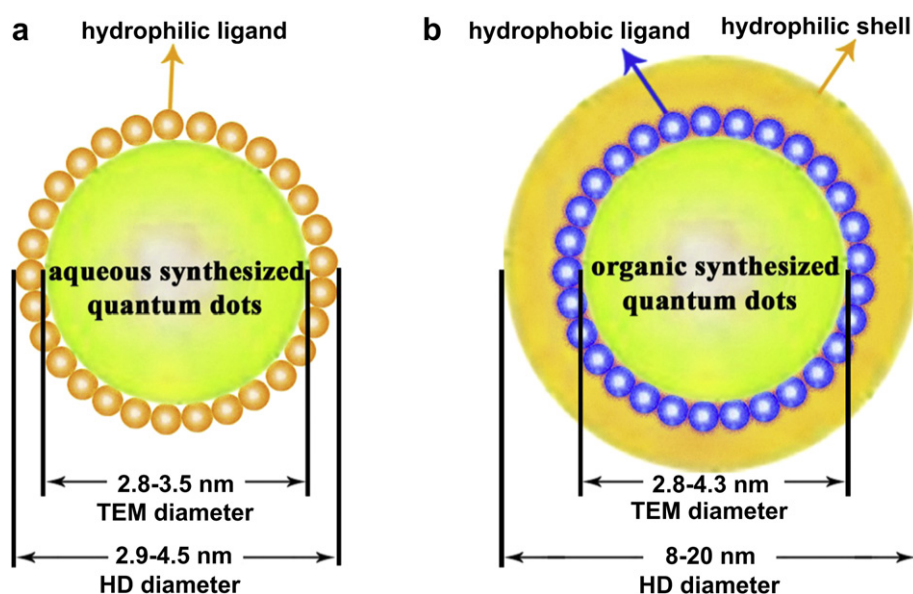 a
hydrophilic ligand
aqueous synthesized
quantum dots
2.8-3.5 nm
TEM diameter
2.9-4.5 nm
HD diameter
b
hydrophobic ligand
hydrophilic shell
organic synthesized
quantum dots
2.8-4.3 nm
TEM diameter
8-20 nm
HD diameter